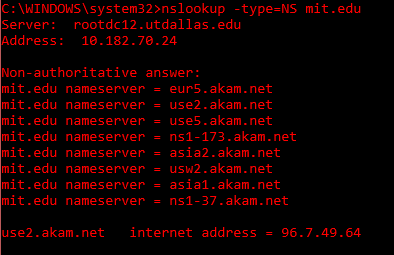 C:\WINDOWS\system32>nslookup -type=NS mit.edu
Server:  rootdc12.utdallas.edu
Address:  10.182.70.24
Non-authoritative answer:
mit.edu nameserver = eur5.akam.net
mit.edu nameserver = use2.akam.net
mit.edu nameserver = use5.akam.net
mit.edu nameserver = ns1-173.akam.net
mit.edu nameserver = asia2.akam.net
mit.edu nameserver = usw2.akam.net
mit.edu nameserver = asia1.akam.net
mit.edu nameserver = ns1-37.akam.net
use2.akam.net   internet address = 96.7.49.64